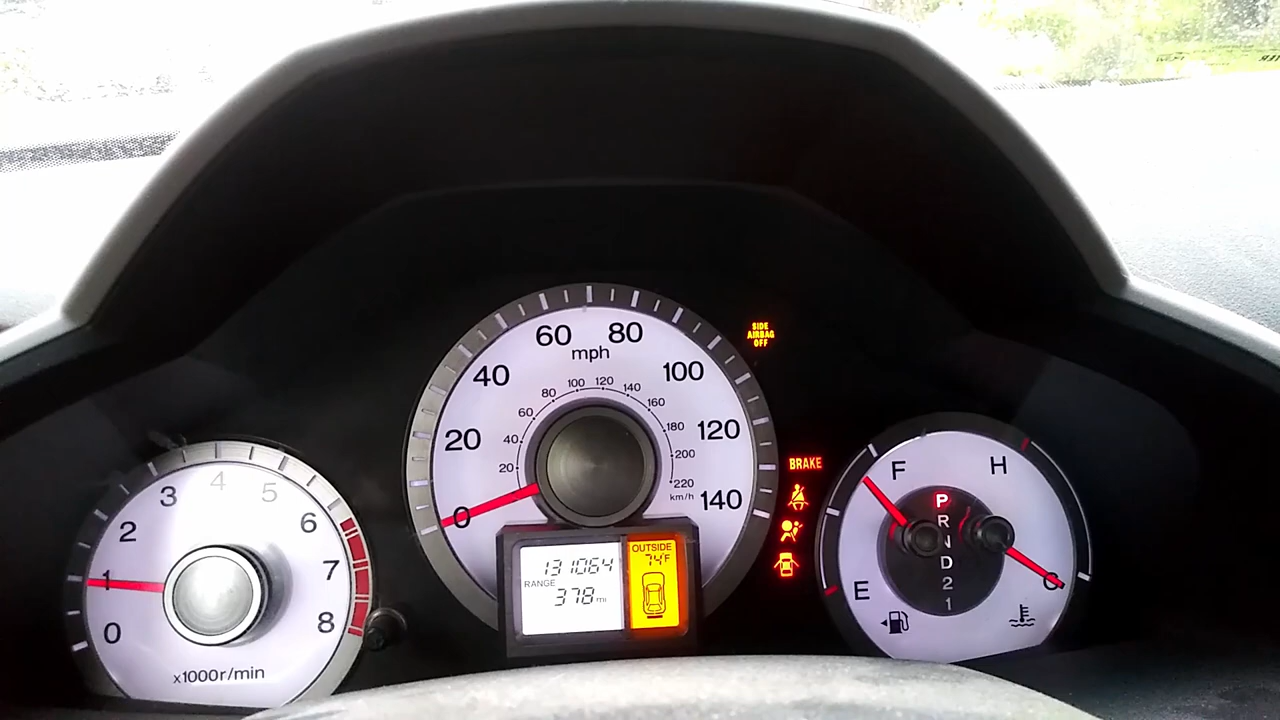 SIDE
AIRBAG
OFF
60 80
mph
40 100
100 120
80 140
60 160
20 40 180 120
200
20 220
km/h
0 140
BRAKE
131064
RANGE
378 mi
OUTSIDE
74°F
4
3 5
2 6
1 7
0 8
x1000r/min
F H
P
R
N
E D C
2
1